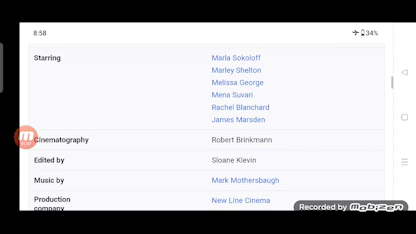 8:58
34%
Starring
Marla Sokoloff
Marley Shelton
Melissa George
Mena Suvari
Rachel Blanchard
James Marsden
Cinematography
Robert Brinkmann
Edited by
Sloane Klevin
Music by
Mark Mothersbaugh
Production
company
New Line Cinema
Recorded by
Mobizen